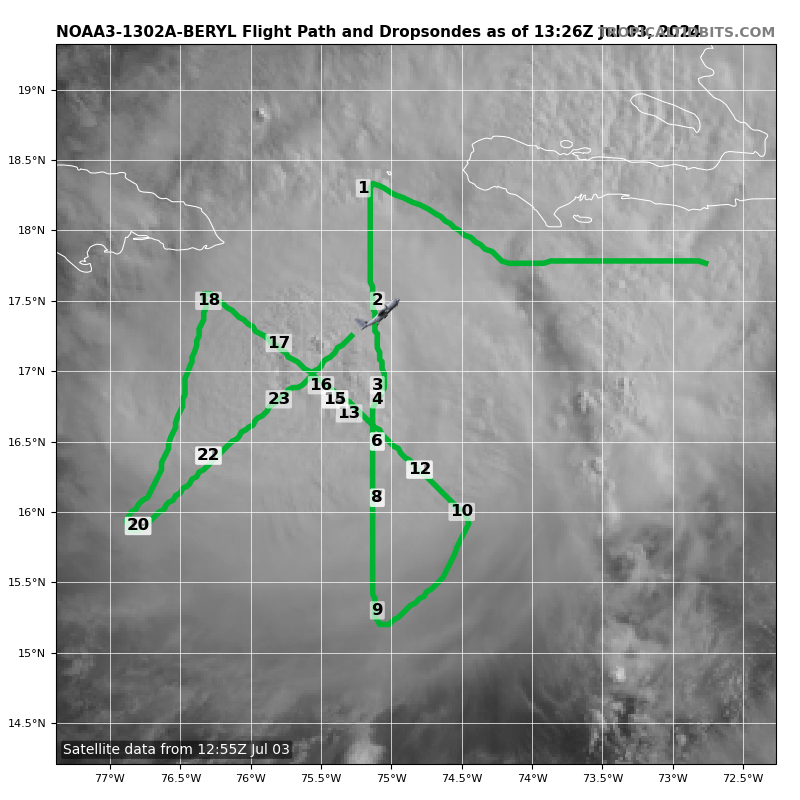 NOAA3-1302A-BERYL Flight Path and Dropsondes as of 13:26Z Jul 03, 2024
TROPICALTIDBITS.COM
19°N
18.5°N
1
18°N
17.5°N
18
2
17
17°N
16
3
23
15
4
13
16.5°N
6
22
12
8
16°N
10
20
15.5°N
9
15°N
14.5°N
Satellite data from 12:55Z Jul 03
77°W 76.5°W 76°W 75.5°W 75°W 74.5°W 74°W 73.5°W 73°W 72.5°W